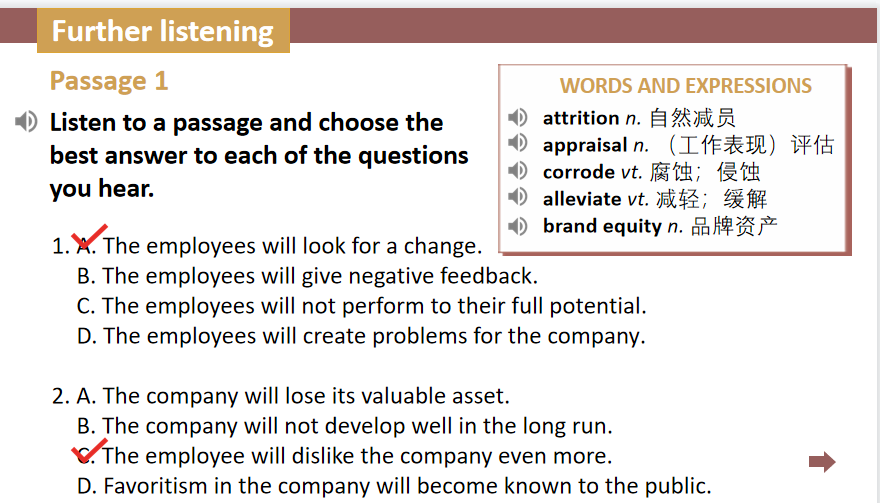 Further listening
Passage 1
Listen to a passage and choose the
best answer to each of the questions
you hear.
WORDS AND EXPRESSIONS
attrition n. 自然减员
appraisal n. （工作表现）评估
corrode vt. 腐蚀；侵蚀
alleviate vt. 减轻；缓解
brand equity n. 品牌资产
1. A. The employees will look for a change.
B. The employees will give negative feedback.
C. The employees will not perform to their full potential.
D. The employees will create problems for the company.
2. A. The company will lose its valuable asset.
B. The company will not develop well in the long run.
C. The employee will dislike the company even more.
D. Favoritism in the company will become known to the public.